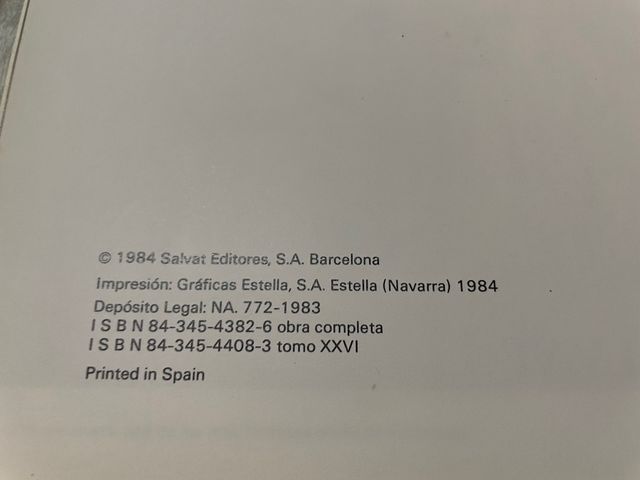 © 1984 Salvat Editores, S.A. Barcelona
Impresión: Gráficas Estella, S.A. Estella (Navarra) 1984
Depósito Legal: NA. 772-1983
I S B N 84-345-4382-6 obra completa
I S B N 84-345-4408-3 tomo XXVI
Printed in Spain